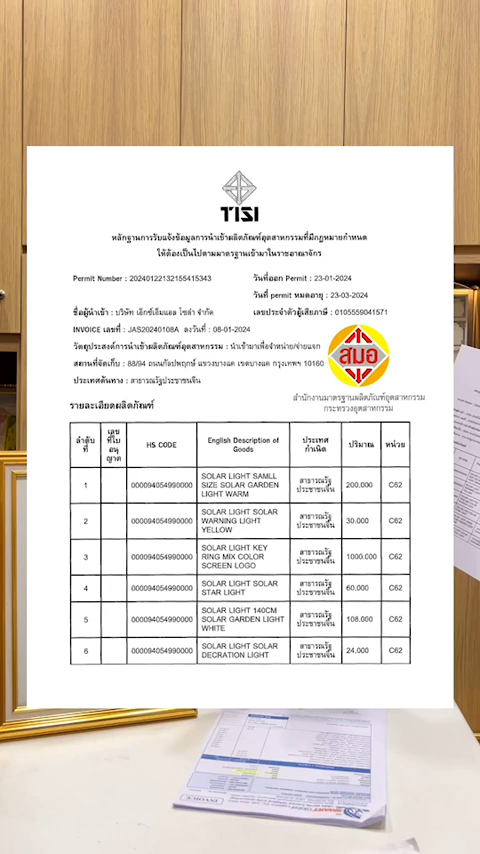 TISI
หลักฐานการรับแจ้งข้อมูลการนำเข้าผลิตภัณฑ์อุตสาหกรรมที่มีกฎหมายกำหนด
ให้ต้องเป็นไปตามมาตรฐานเข้ามาในราชอาณาจักร
Permit Number : 20240122132155415343 วันที่ออก Permit : 23-01-2024
วันที่ permit หมดอายุ : 23-03-2024
ชื่อผู้นำเข้า : บริษัท เอ็กซ์เอ็มแอล โซล่า จำกัด เลขประจำตัวผู้เสียภาษี : 0105559041571
INVOICE เลขที่ : JAS20240108A ลงวันที่ : 08-01-2024
วัตถุประสงค์การนำเข้าผลิตภัณฑ์อุตสาหกรรม : นำเข้ามาเพื่อจำหน่ายจ่ายแจก
สถานที่จัดเก็บ : 88/94 ถนนกัลปพฤกษ์ แขวงบางแค เขตบางแค กรุงเทพฯ 10160
ประเทศต้นทาง : สาธารณรัฐประชาชนจีน
สมอ
สำนักงานมาตรฐานผลิตภัณฑ์อุตสาหกรรม
กระทรวงอุตสาหกรรม
รายละเอียดผลิตภัณฑ์
ลำดับที่ เลขที่ใบอนุญาต HS CODE English Description of Goods ประเทศกำเนิด ปริมาณ หน่วย
1 000094054990000 SOLAR LIGHT SAMLL SIZE SOLAR GARDEN LIGHT WARM สาธารณรัฐประชาชนจีน 200.000 C62
2 000094054990000 SOLAR LIGHT SOLAR WARNING LIGHT YELLOW สาธารณรัฐประชาชนจีน 30.000 C62
3 000094054990000 SOLAR LIGHT KEY RING MIX COLOR SCREEN LOGO สาธารณรัฐประชาชนจีน 1000.000 C62
4 000094054990000 SOLAR LIGHT SOLAR STAR LIGHT สาธารณรัฐประชาชนจีน 60.000 C62
5 000094054990000 SOLAR LIGHT 140CM SOLAR GARDEN LIGHT WHITE สาธารณรัฐประชาชนจีน 108.000 C62
6 000094054990000 SOLAR LIGHT SOLAR DECRATION LIGHT สาธารณรัฐประชาชนจีน 24.000 C62